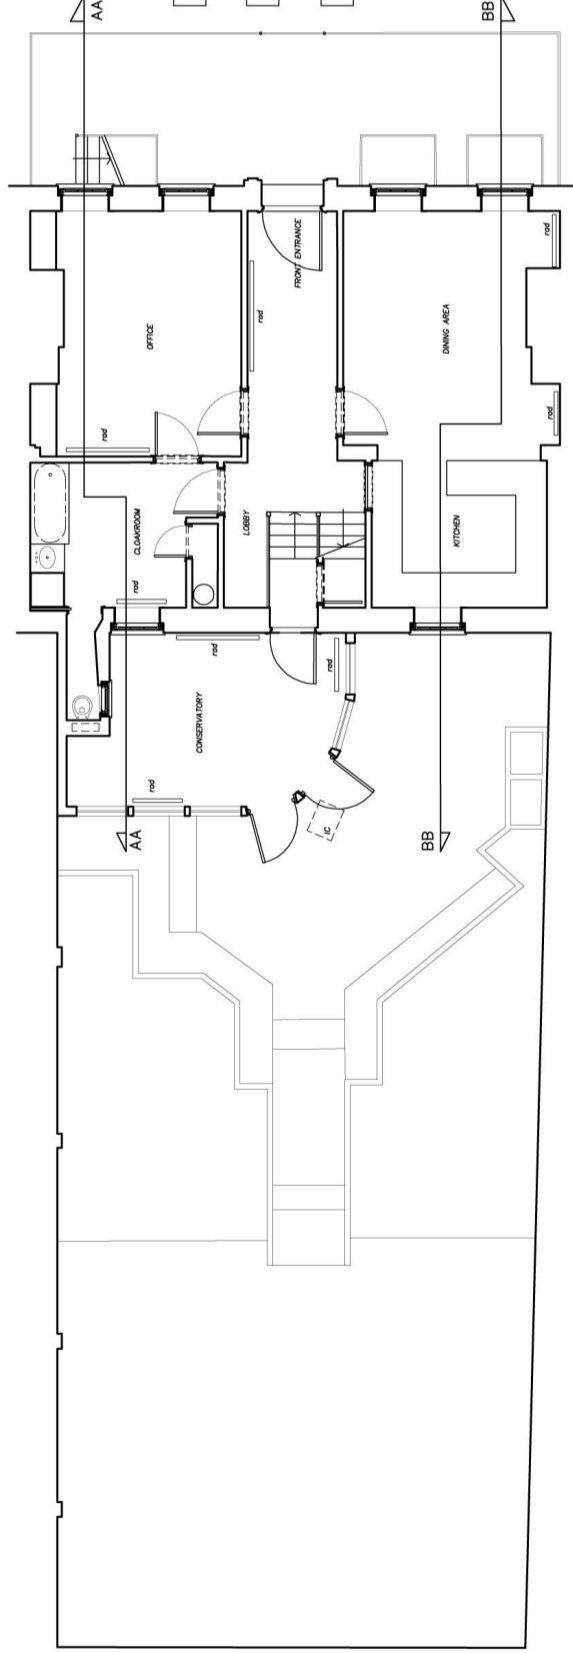 AA
BB
rad
FRONT ENTRANCE
rad
OFFICE
DINING AREA
rad
rad
CLOAKROOM
LOBBY
KITCHEN
rad
rad
rad
CONSERVATORY
rad
IC
AA
BB